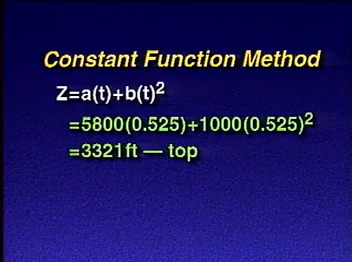 Constant Function Method
Z=a(t)+b(t)²
=5800(0.525)+1000(0.525)²
=3321ft — top